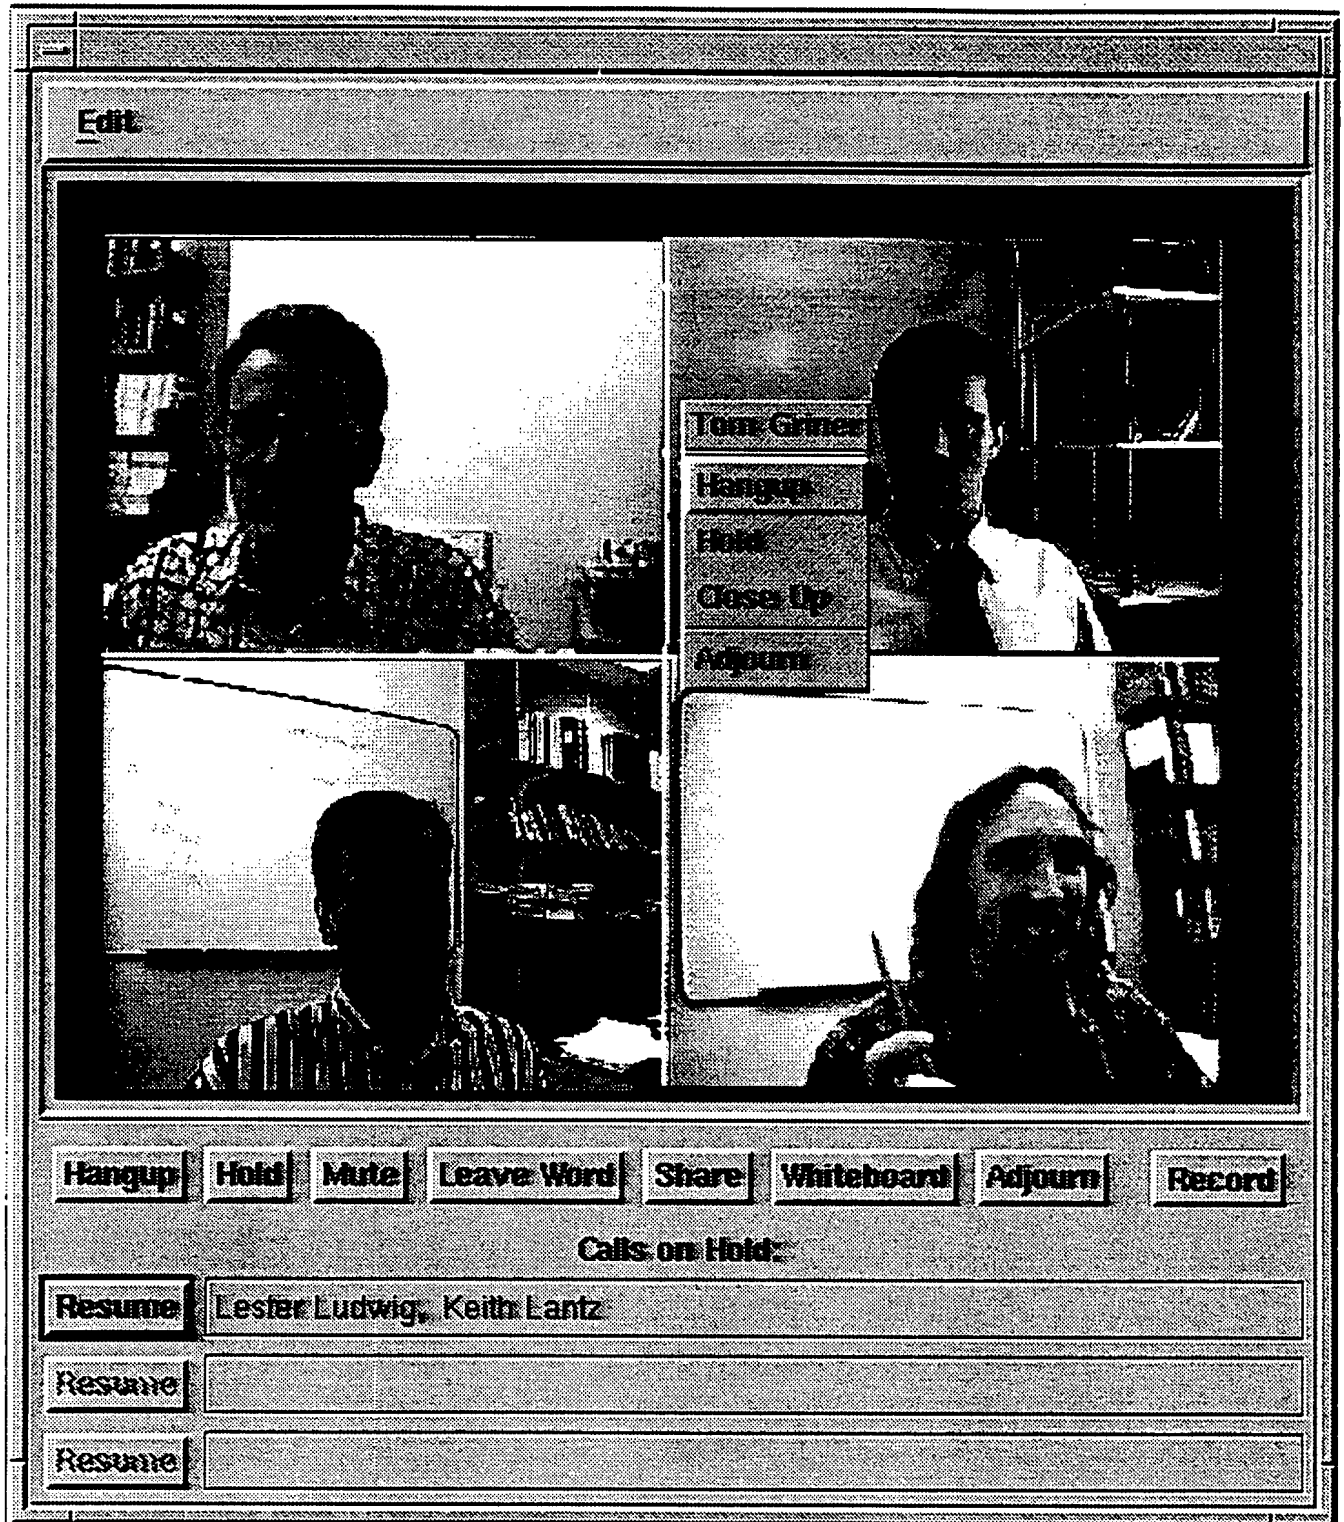 Edit
Tom Griner
Hangup
Hold
Close Up
Adjourn
Hangup Hold Mute Leave Word Share Whiteboard Adjourn Record
Calls on Hold:
Resume Lester Ludwig, Keith Lantz
Resume
Resume